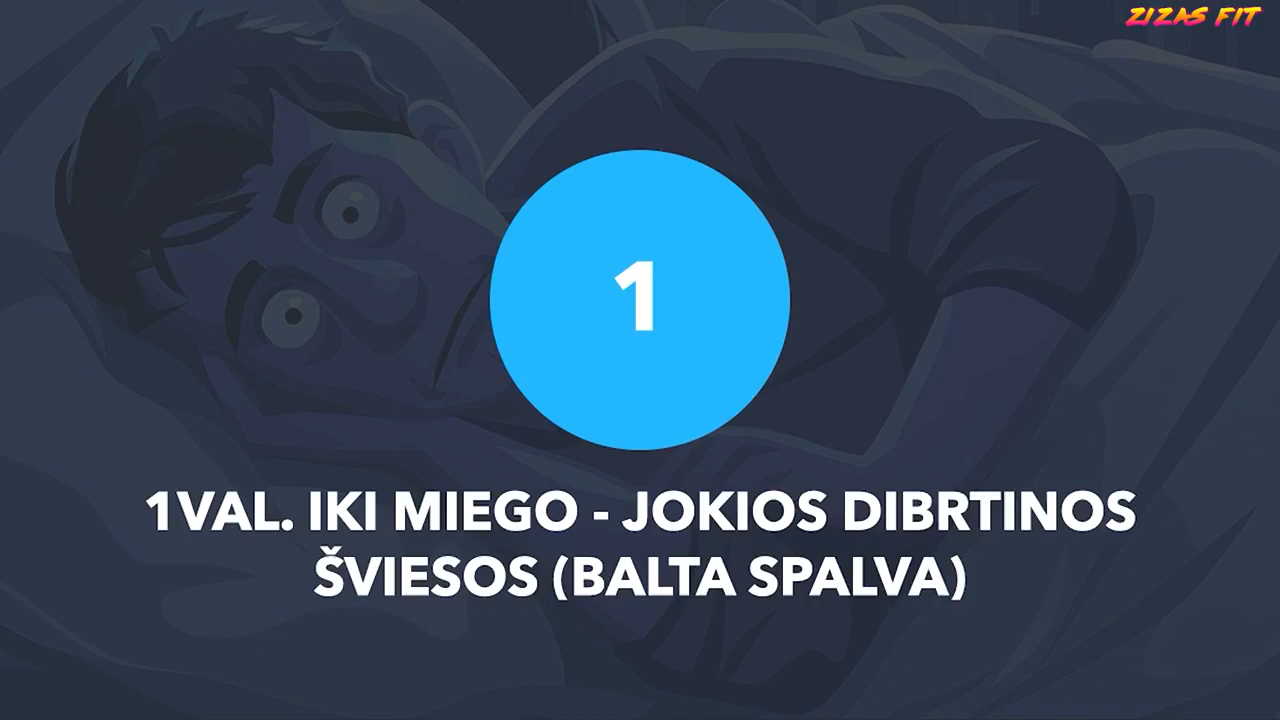 ZIZAS FIT
1
1VAL. IKI MIEGO - JOKIOS DIBRTINOS
ŠVIESOS (BALTA SPALVA)